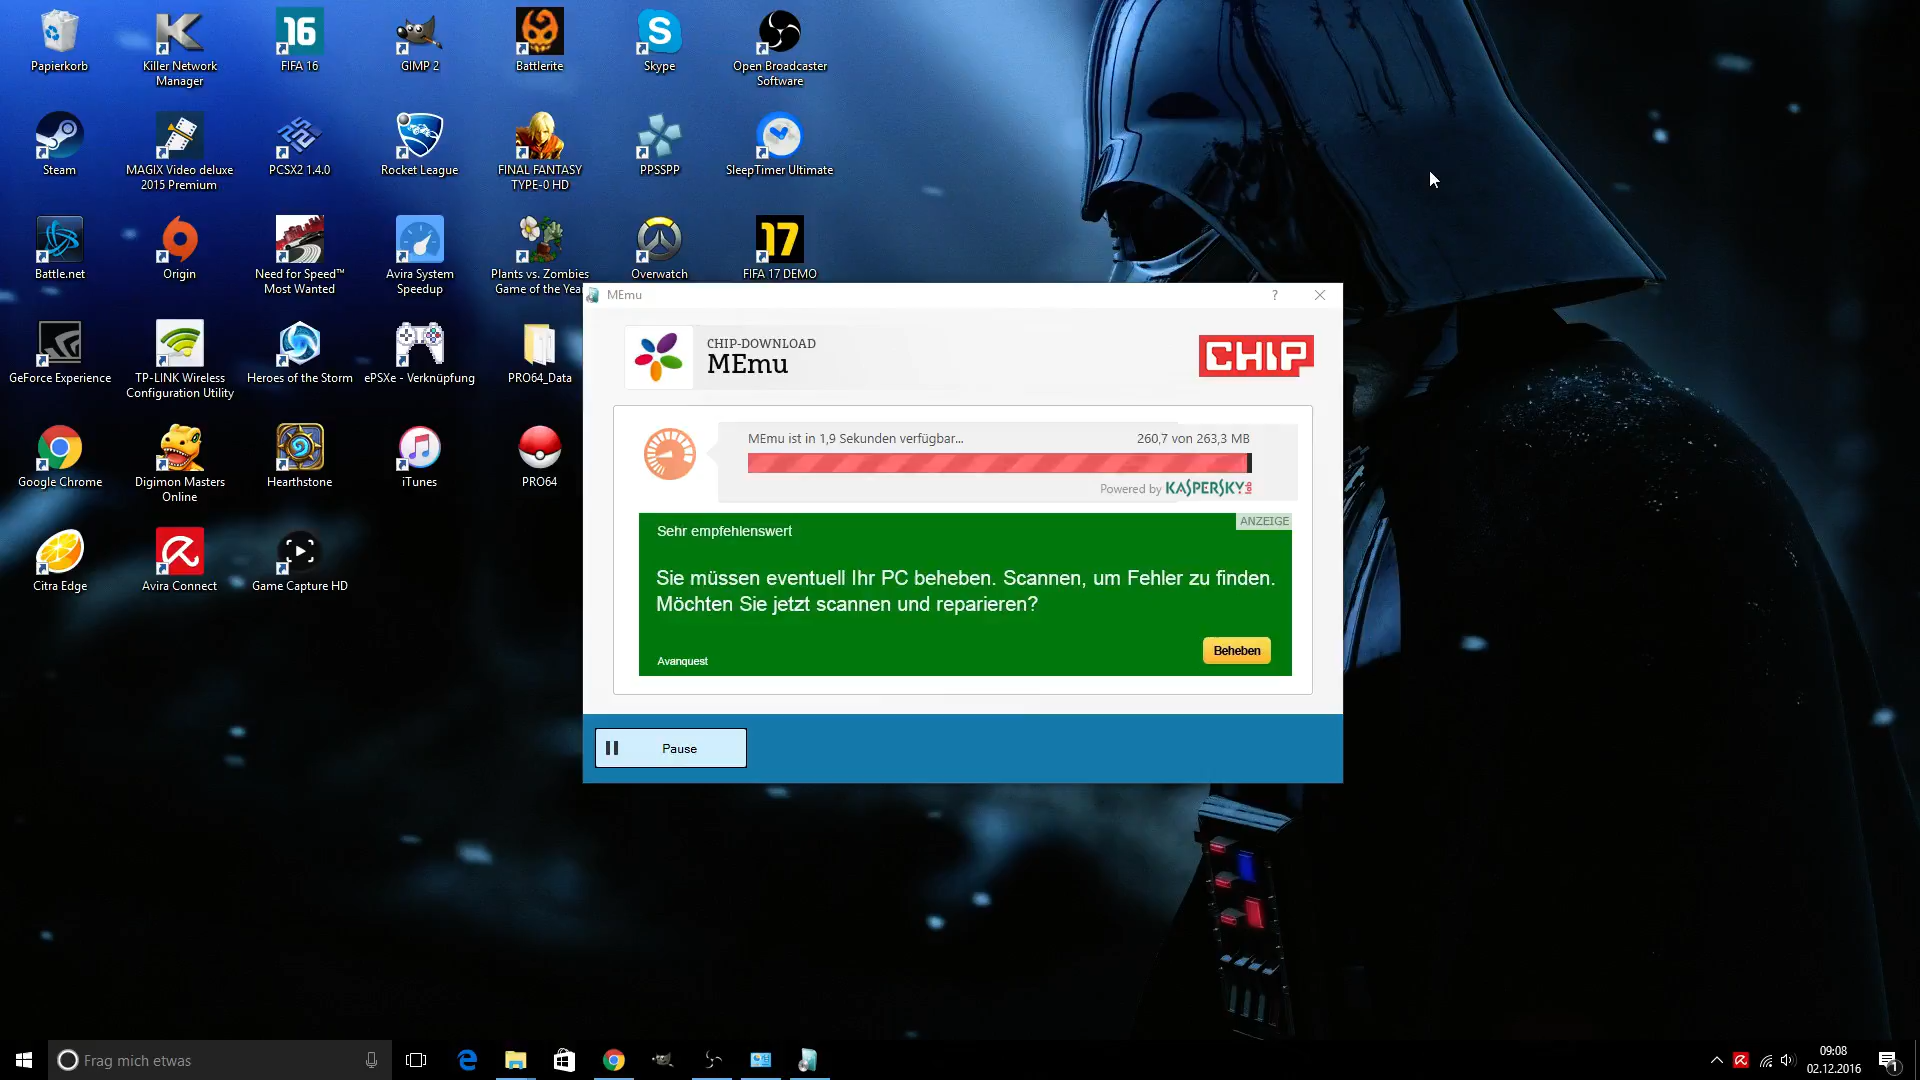 Papierkorb
Killer Network
Manager
16
FIFA 16
GIMP 2
Battlerite
S
Skype
Open Broadcaster
Software
Steam
MAGIX Video deluxe
2015 Premium
PCSX2 1.4.0
Rocket League
FINAL FANTASY
TYPE-0 HD
PPSSPP
SleepTimer Ultimate
Battle.net
Origin
Need for Speed™
Most Wanted
Avira System
Speedup
Plants vs. Zombies
Game of the Yea
Overwatch
17
FIFA 17 DEMO
GeForce Experience
TP-LINK Wireless
Configuration Utility
Heroes of the Storm
ePSXe - Verknüpfung
PRO64_Data
Google Chrome
Digimon Masters
Online
Hearthstone
iTunes
PRO64
Citra Edge
Avira Connect
Game Capture HD
MEmu
?
CHIP-DOWNLOAD
MEmu
CHIP
MEmu ist in 1,9 Sekunden verfügbar...
260,7 von 263,3 MB
Powered by KASPERSKY lab
ANZEIGE
Sehr empfehlenswert
Sie müssen eventuell Ihr PC beheben. Scannen, um Fehler zu finden.
Möchten Sie jetzt scannen und reparieren?
Beheben
Avanquest
Pause
Frag mich etwas
09:08
02.12.2016
1